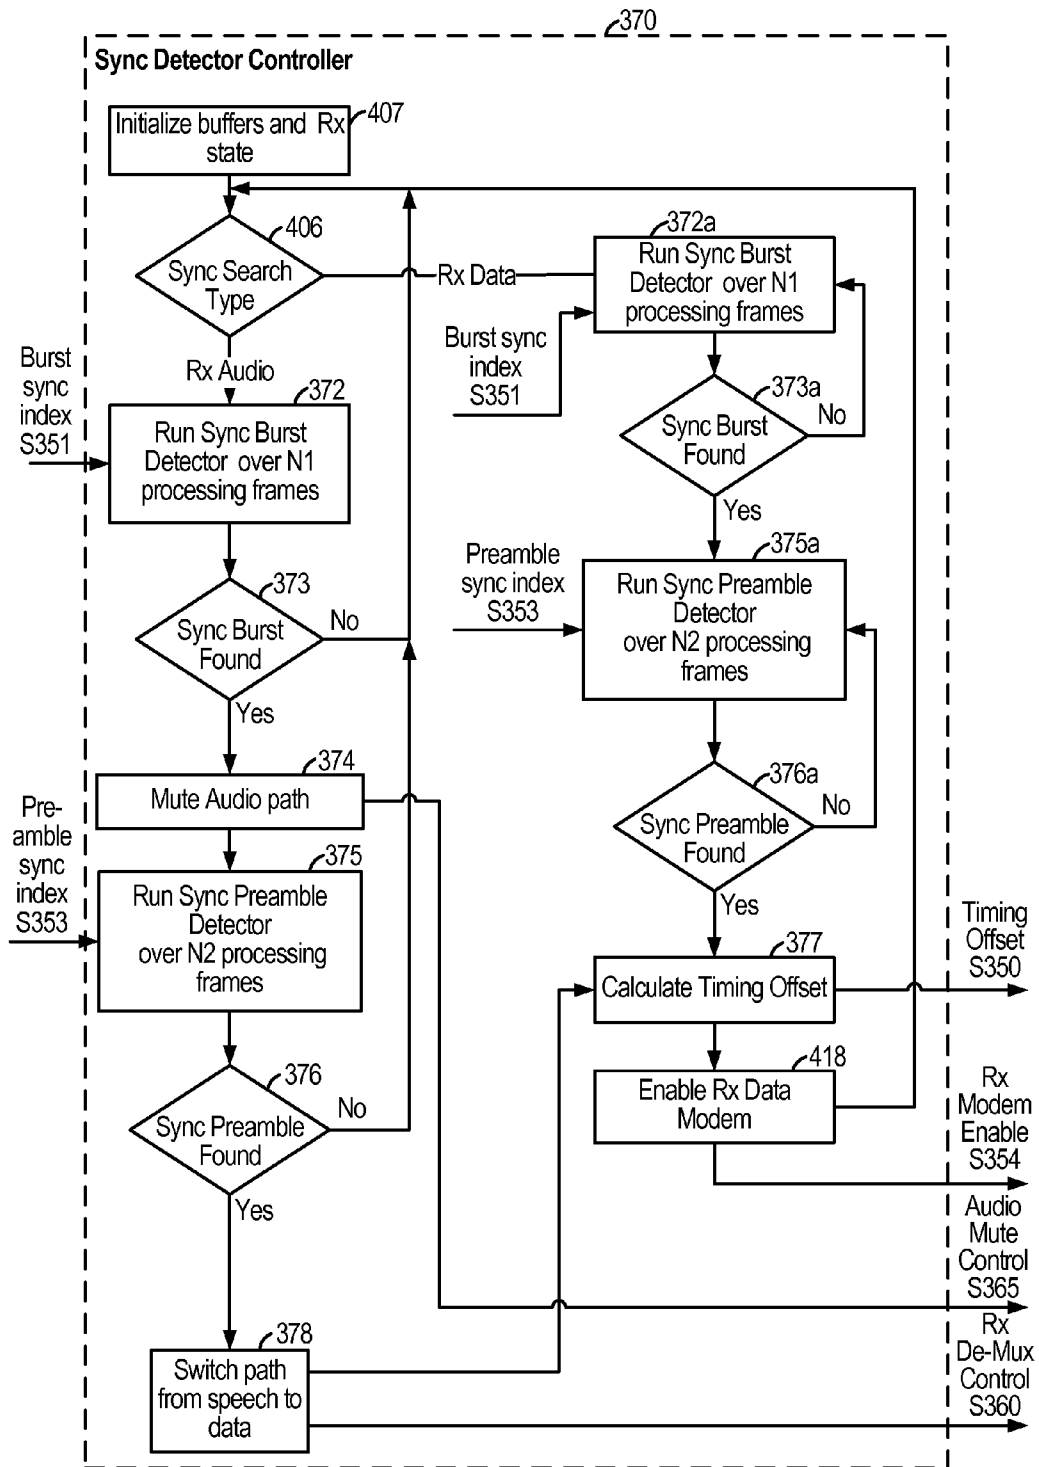 370
Sync Detector Controller
Initialize buffers and Rx
state
407
406
Sync Search
Type
Rx Data
Rx Audio
372a
Run Sync Burst
Detector over N1
processing frames
Burst sync
index
S351
373a
Sync Burst
Found
No
Yes
Burst
sync
index
S351
372
Run Sync Burst
Detector over N1
processing frames
373
Sync Burst
Found
No
Yes
Preamble
sync index
S353
375a
Run Sync Preamble
Detector
over N2 processing
frames
374
Mute Audio path
376a
Sync Preamble
Found
No
Yes
Pre-
amble
sync
index
S353
375
Run Sync Preamble
Detector
over N2 processing
frames
376
Sync Preamble
Found
No
Yes
377
Calculate Timing Offset
Timing
Offset
S350
418
Enable Rx Data
Modem
Rx
Modem
Enable
S354
Audio
Mute
Control
S365
378
Switch path
from speech to
data
Rx
De-Mux
Control
S360